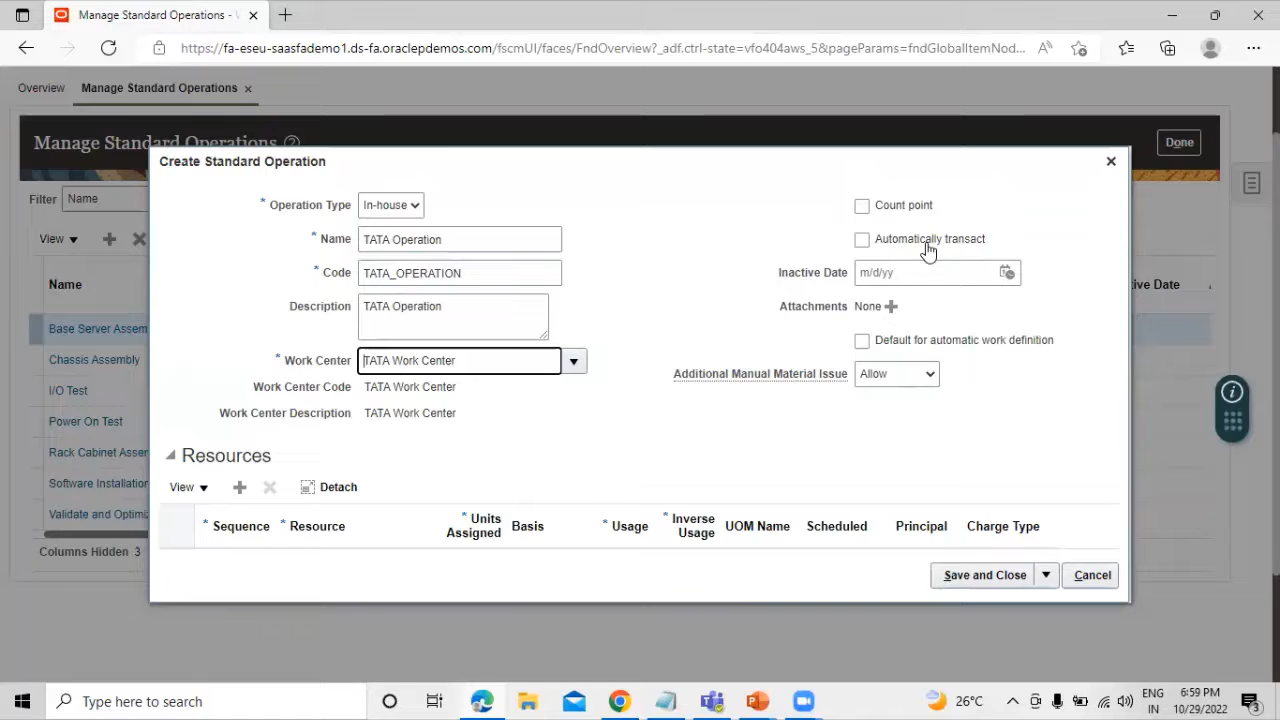 Manage Standard Operations - O
https://fa-eseu-saasfademo1.ds-fa.oraclepdemos.com/fscmUI/faces/FndOverview?_adf.ctrl-state=vfo404aws_5&pageParams=fndGlobalItemNod...
Overview
Manage Standard Operations
Manage Standard Operations
Done
Filter
Name
View
Name
ive Date
Base Server Assem
Chassis Assembly
I/O Test
Power On Test
Rack Cabinet Assem
Software Installation
Validate and Optimiz
Columns Hidden 3
Create Standard Operation
* Operation Type In-house
* Name TATA Operation
* Code TATA_OPERATION
Description TATA Operation
* Work Center TATA Work Center
Work Center Code TATA Work Center
Work Center Description TATA Work Center
Count point
Automatically transact
Inactive Date m/d/yy
Attachments None
Default for automatic work definition
Additional Manual Material Issue Allow
Resources
View
Detach
* Sequence * Resource * Units Assigned Basis * Usage * Inverse Usage UOM Name Scheduled Principal Charge Type
Save and Close
Cancel
Type here to search
26°C
ENG
IN
6:59 PM
10/29/2022
3